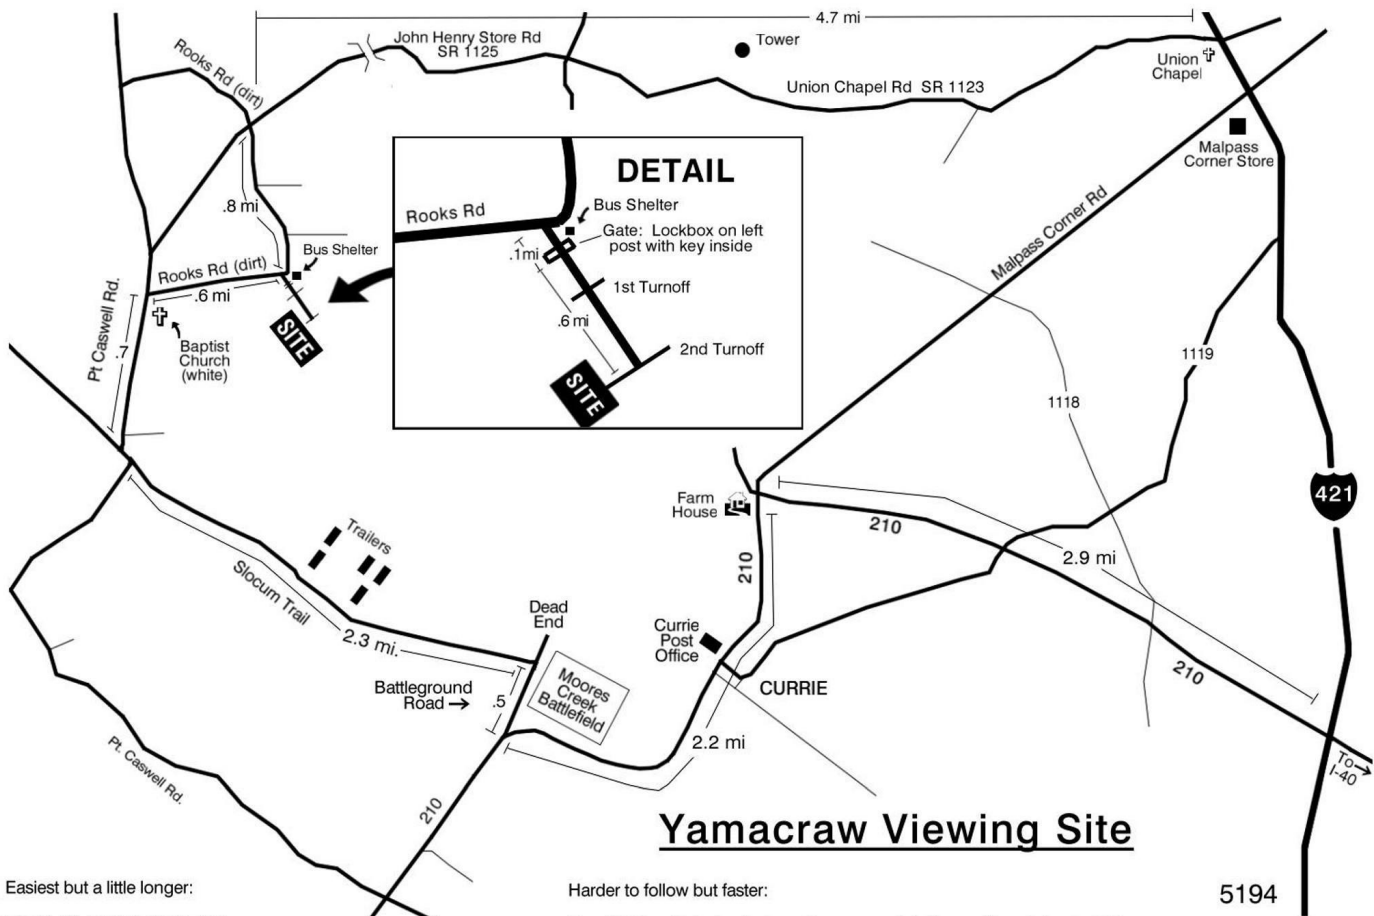 4.7 mi
John Henry Store Rd
SR 1125
Tower
Rooks Rd (dirt)
Union
Chapel
Union Chapel Rd SR 1123
Malpass
Corner Store
DETAIL
Rooks Rd
Bus Shelter
Gate: Lockbox on left
post with key inside
.1mi
1st Turnoff
.6 mi
2nd Turnoff
SITE
.8 mi
Bus Shelter
Rooks Rd (dirt)
.6 mi
SITE
Pt Caswell Rd.
.7
Baptist
Church
(white)
Malpass Corner Rd
1119
1118
421
Farm
House
210
2.9 mi
210
Trailers
Slocum Trail
2.3 mi.
Dead
End
Currie
Post
Office
210
Moores
Creek
Battlefield
Battleground
Road →
.5
CURRIE
2.2 mi
To→
I-40
Pt. Caswell Rd.
210
Yamacraw Viewing Site
Easiest but a little longer:
Harder to follow but faster:
5194